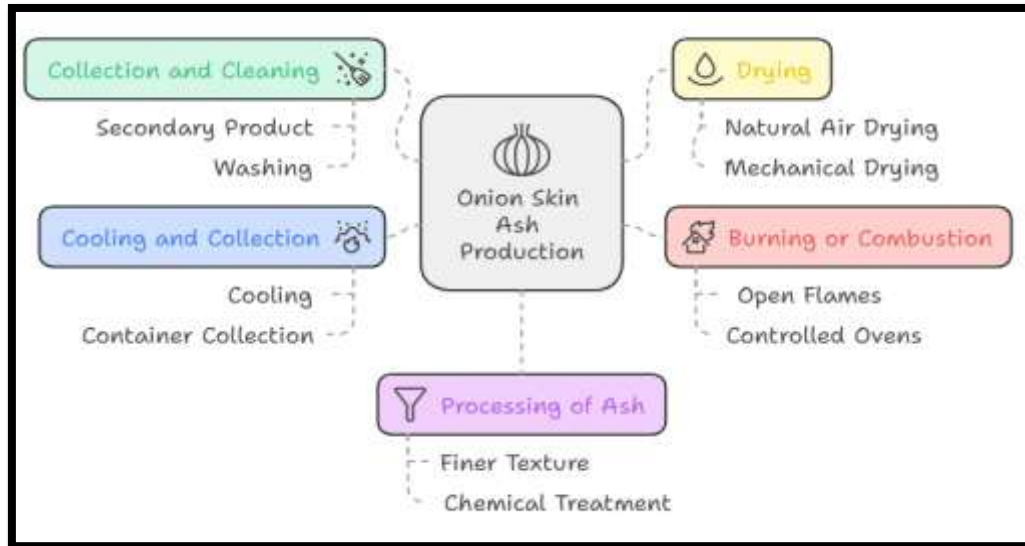 Collection and Cleaning
Secondary Product
Washing
Drying
Natural Air Drying
Mechanical Drying
Onion Skin
Ash
Production
Cooling and Collection
Cooling
Container Collection
Burning or Combustion
Open Flames
Controlled Ovens
Processing of Ash
Finer Texture
Chemical Treatment